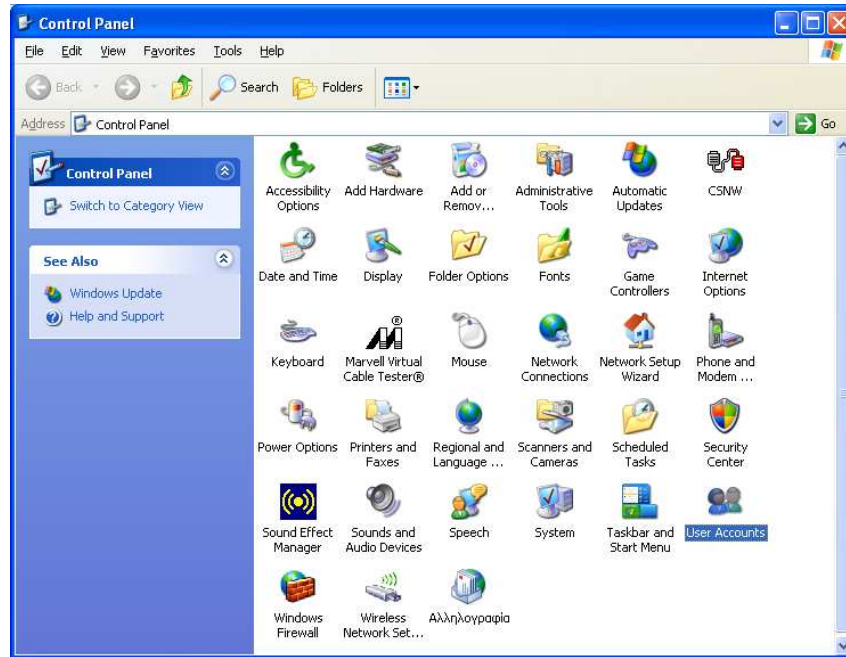 Control Panel
File Edit View Favorites Tools Help
Back Search Folders
Address Control Panel Go
Control Panel
Switch to Category View
See Also
Windows Update
Help and Support
Accessibility Options
Add Hardware
Add or Remov...
Administrative Tools
Automatic Updates
CSNW
Date and Time
Display
Folder Options
Fonts
Game Controllers
Internet Options
Keyboard
Marvell Virtual Cable Tester®
Mouse
Network Connections
Network Setup Wizard
Phone and Modem ...
Power Options
Printers and Faxes
Regional and Language ...
Scanners and Cameras
Scheduled Tasks
Security Center
Sound Effect Manager
Sounds and Audio Devices
Speech
System
Taskbar and Start Menu
User Accounts
Windows Firewall
Wireless Network Set...
Αλληλογραφία